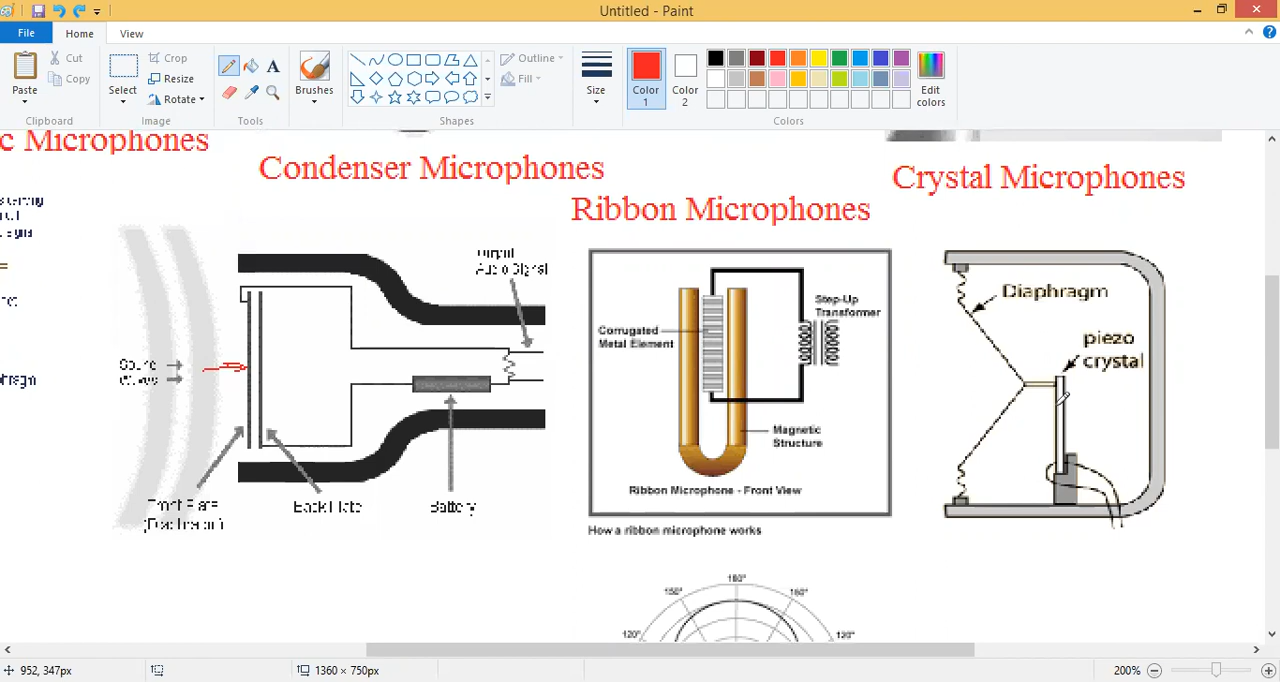 Untitled - Paint
File
Home
View
Paste
Cut
Copy
Clipboard
Select
Crop
Resize
Rotate
Image
A
Tools
Brushes
Shapes
Outline
Fill
Size
Color
1
Color
2
Edit
colors
Colors
c Microphones
Condenser Microphones
Ribbon Microphones
Crystal Microphones
Output
Audio Signal
Sound
Waves
Front Plate
(Diaphragm)
Back Plate
Battery
Corrugated
Metal Element
Step-Up
Transformer
Magnetic
Structure
Ribbon Microphone - Front View
How a ribbon microphone works
Diaphragm
piezo
crystal
180°
150°
120°
952, 347px
1360 × 750px
200%